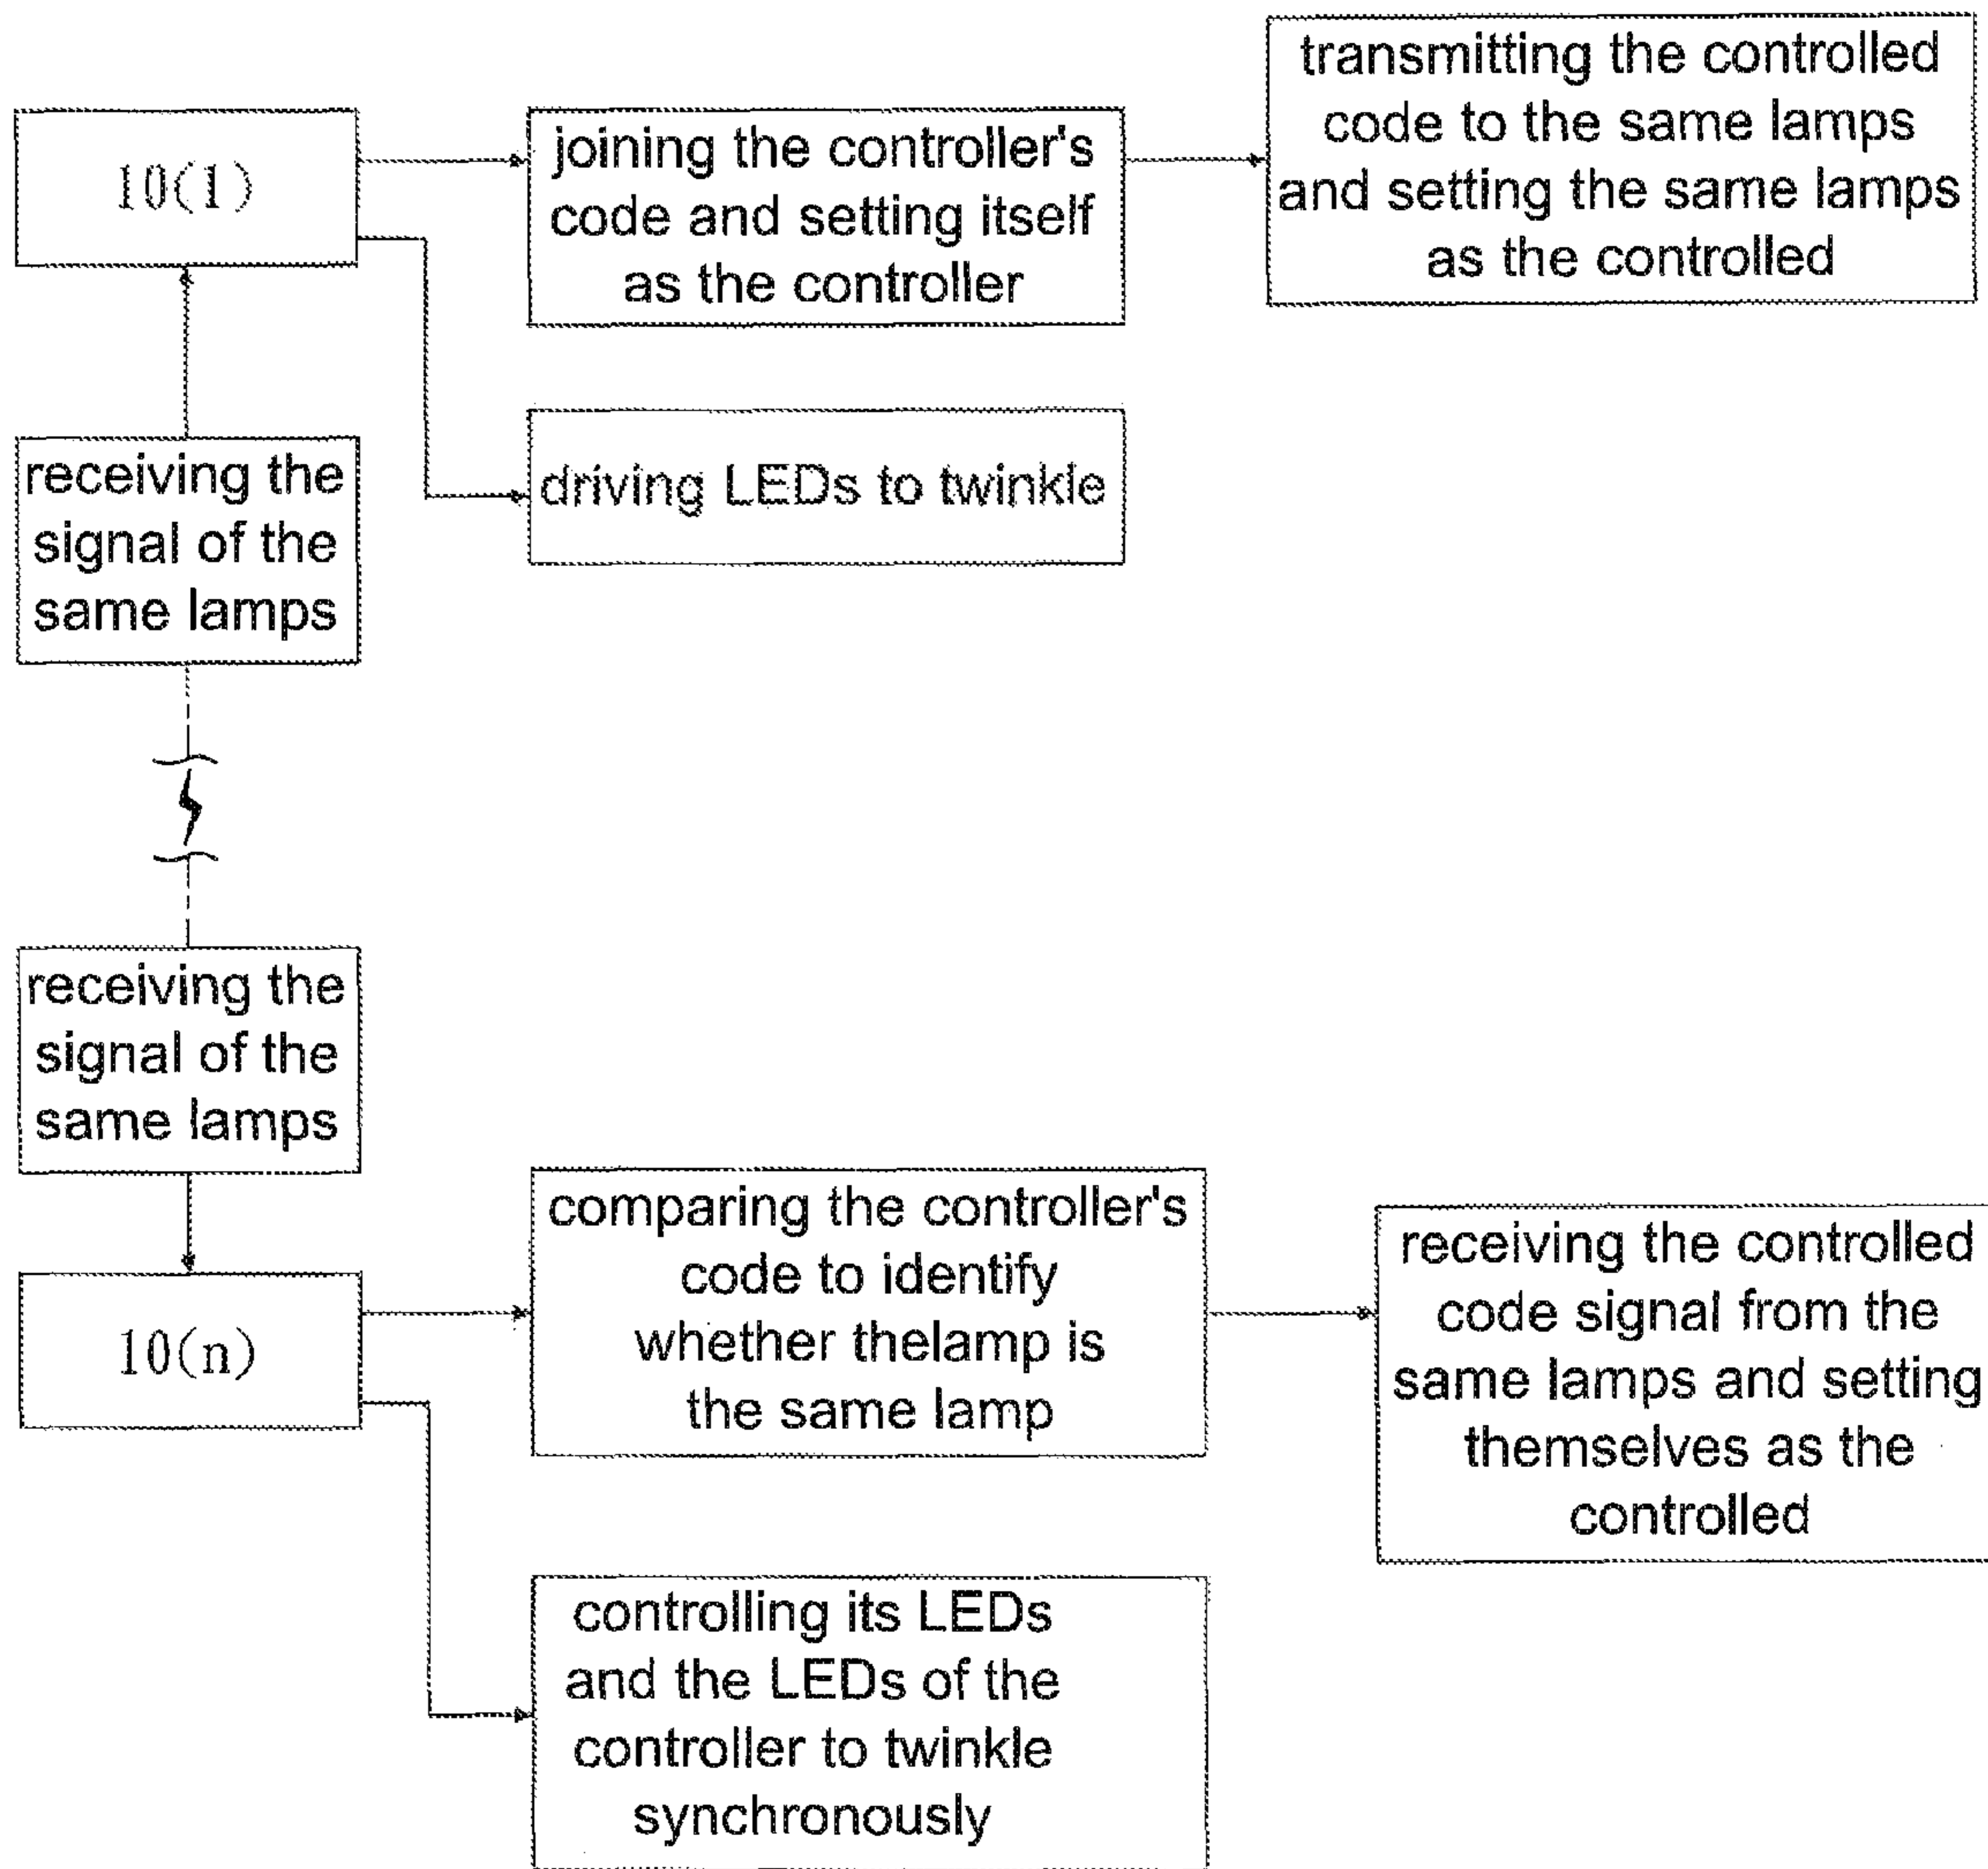 10(1)
joining the controller's
code and setting itself
as the controller
transmitting the controlled
code to the same lamps
and setting the same lamps
as the controlled
driving LEDs to twinkle
receiving the
signal of the
same lamps
receiving the
signal of the
same lamps
10(n)
comparing the controller's
code to identify
whether thelamp is
the same lamp
receiving the controlled
code signal from the
same lamps and setting
themselves as the
controlled
controlling its LEDs
and the LEDs of the
controller to twinkle
synchronously